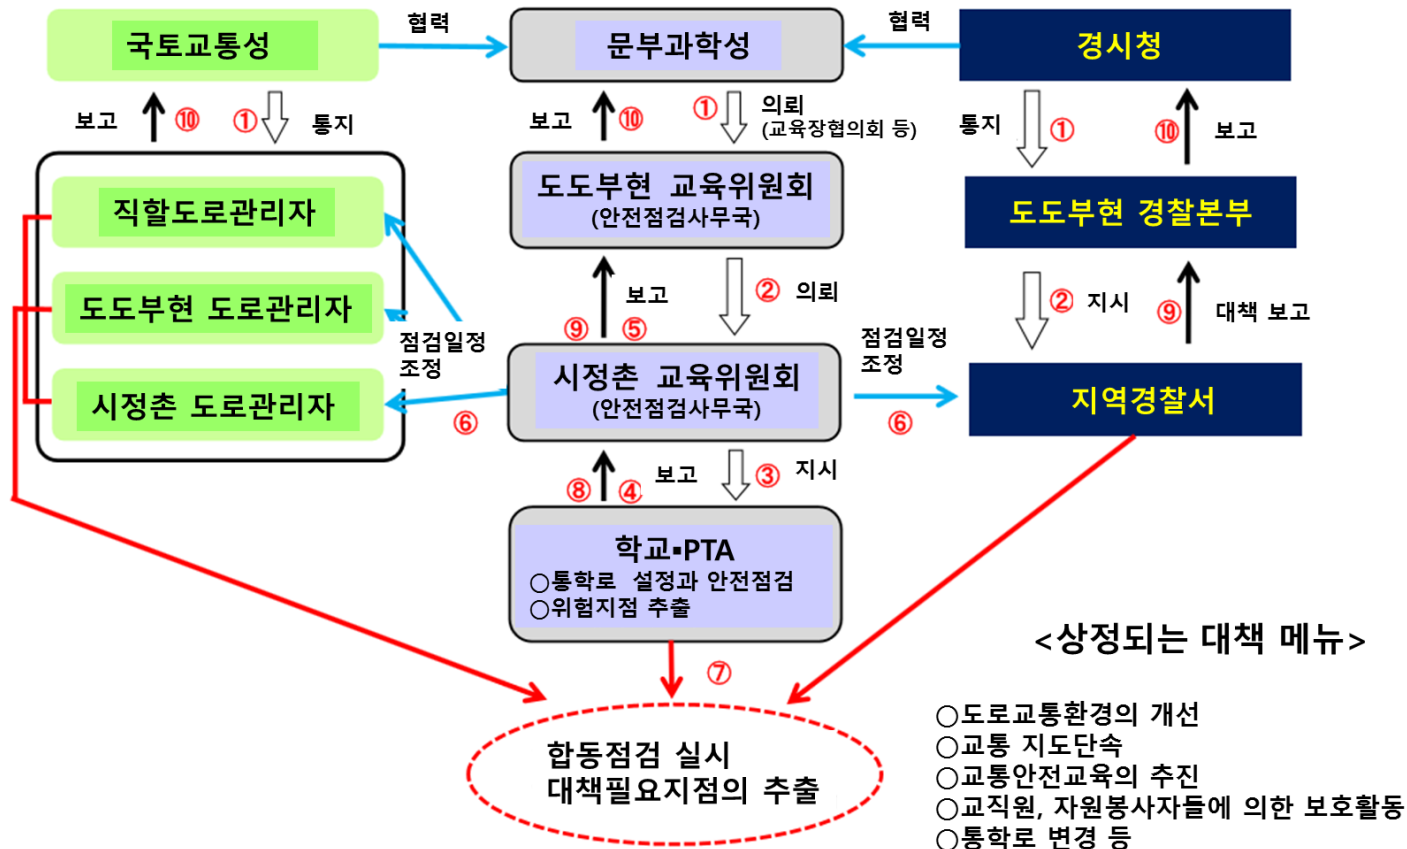 국토교통성
협력
문부과학성
협력
경시청
보고
⑩
①
통지
보고
⑩
①
의뢰
(교육장협의회 등)
통지
①
⑩
보고
직할도로관리자
도도부현 교육위원회
(안전점검사무국)
도도부현 경찰본부
도도부현 도로관리자
보고
⑨
⑤
②
의뢰
②
지시
⑨
대책 보고
점검일정
조정
점검일정
조정
시정촌 도로관리자
⑥
시정촌 교육위원회
(안전점검사무국)
⑥
지역경찰서
⑧
④
보고
③
지시
학교▪PTA
○통학로 설정과 안전점검
○위험지점 추출
⑦
합동점검 실시
대책필요지점의 추출
<상정되는 대책 메뉴>
○도로교통환경의 개선
○교통 지도단속
○교통안전교육의 추진
○교직원, 자원봉사자들에 의한 보호활동
○통학로 변경 등